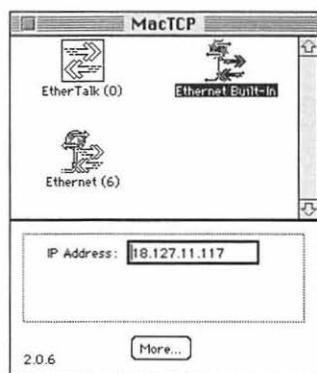 MacTCP
EtherTalk (0)
Ethernet Built-In
Ethernet (6)
IP Address: 18.127.11.117
More...
2.0.6